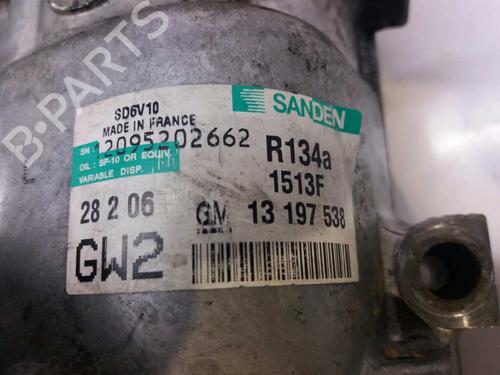 B-PARTS
SD6V10
MADE IN FRANCE
SANDEN
SN 12095202662
R134a
OIL : SP-10 OR EQUIV.
VARIABLE DISP.
1513F
28 2 06
GM 13 197 538
GW2